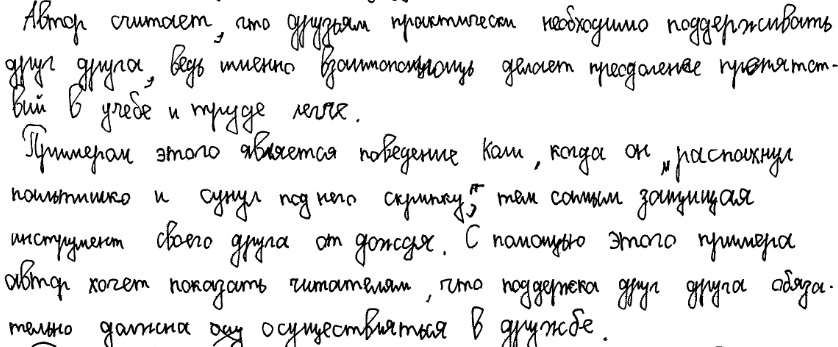 Автор считает, что друзьям практически необходимо поддерживать
друг друга, ведь именно взаимопомощь делает преодоление препятст-
вий в учебе и труде легче.
Примером этого является поведение Коли, когда он „распахнул
пальтишко и сунул под него скрипку", тем самым защищая
инструмент своего друга от дождя. С помощью этого примера
автор хочет показать читателям, что поддержка друг друга обяза-
тельно должна осуществляться в дружбе.